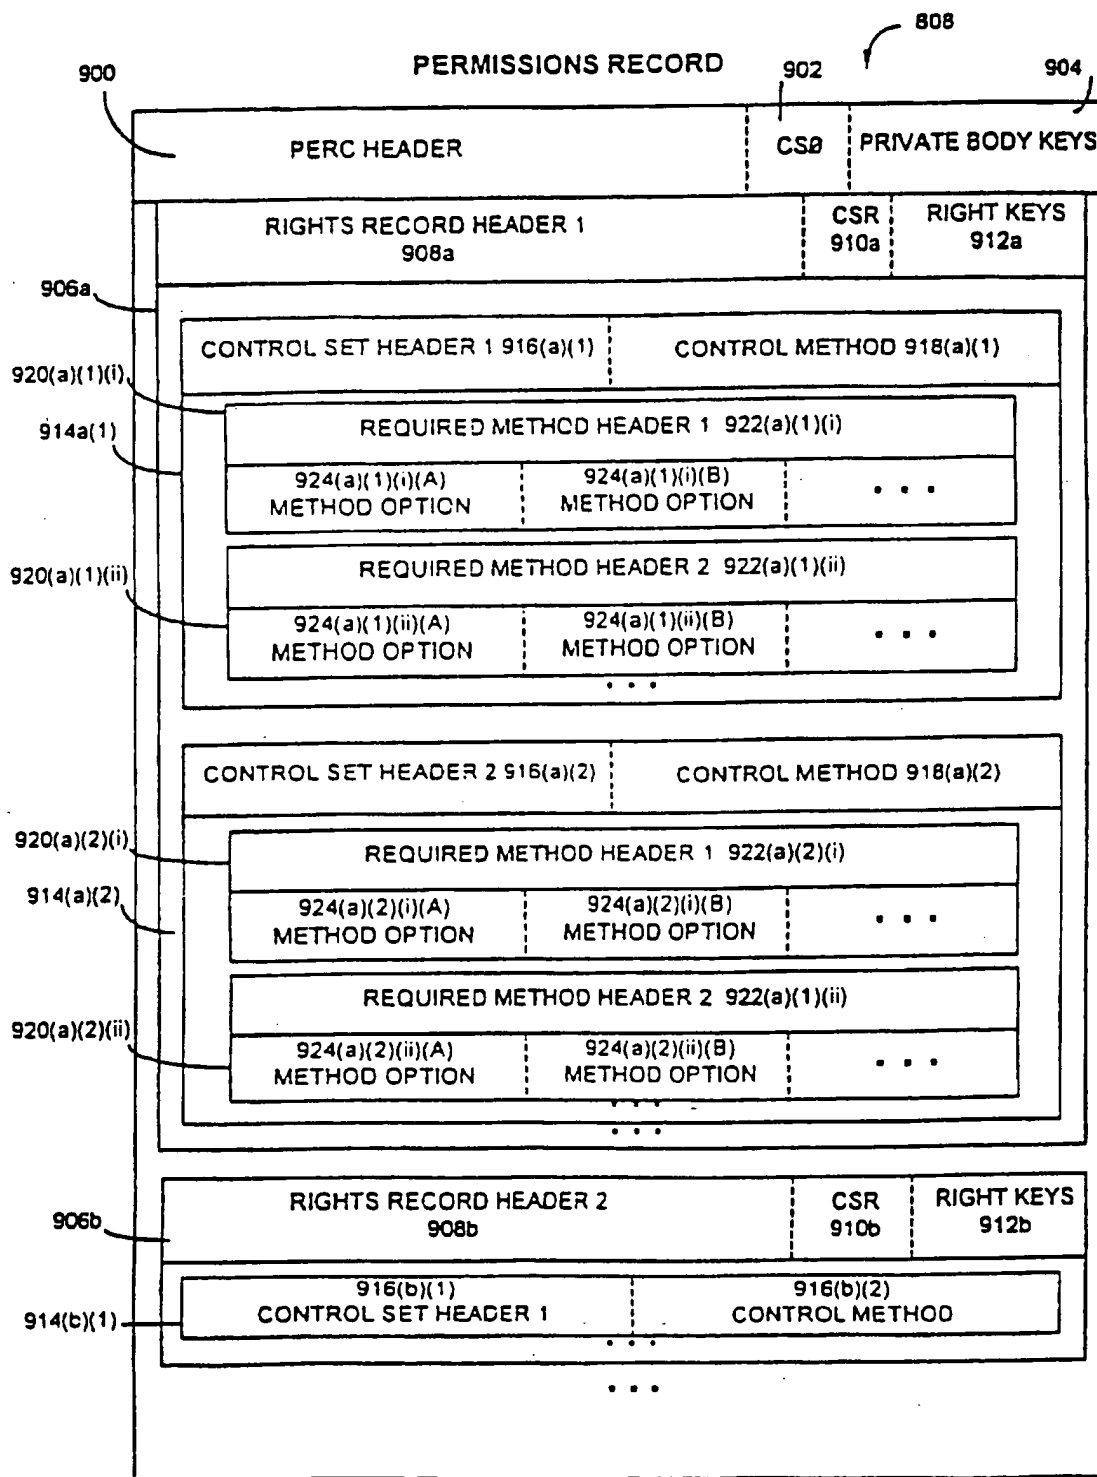 808
PERMISSIONS RECORD
900
902
904
PERC HEADER
CS0
PRIVATE BODY KEYS
RIGHTS RECORD HEADER 1
908a
CSR
910a
RIGHT KEYS
912a
906a
CONTROL SET HEADER 1 916(a)(1)
CONTROL METHOD 918(a)(1)
920(a)(1)(i)
914a(1)
REQUIRED METHOD HEADER 1 922(a)(1)(i)
924(a)(1)(i)(A)
METHOD OPTION
924(a)(1)(i)(B)
METHOD OPTION
. . .
920(a)(1)(ii)
REQUIRED METHOD HEADER 2 922(a)(1)(ii)
924(a)(1)(ii)(A)
METHOD OPTION
924(a)(1)(ii)(B)
METHOD OPTION
. . .
. . .
CONTROL SET HEADER 2 916(a)(2)
CONTROL METHOD 918(a)(2)
920(a)(2)(i)
914(a)(2)
REQUIRED METHOD HEADER 1 922(a)(2)(i)
924(a)(2)(i)(A)
METHOD OPTION
924(a)(2)(i)(B)
METHOD OPTION
. . .
920(a)(2)(ii)
REQUIRED METHOD HEADER 2 922(a)(1)(ii)
924(a)(2)(ii)(A)
METHOD OPTION
924(a)(2)(ii)(B)
METHOD OPTION
. . .
. . .
. . .
906b
RIGHTS RECORD HEADER 2
908b
CSR
910b
RIGHT KEYS
912b
914(b)(1)
916(b)(1)
CONTROL SET HEADER 1
916(b)(2)
CONTROL METHOD
. . .
. . .